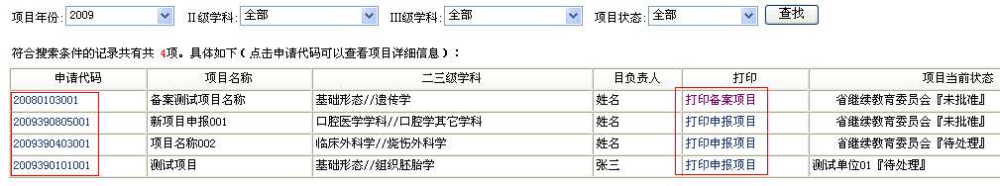 项目年份: 2009 II级学科: 全部 III级学科: 全部 项目状态: 全部 查找
符合搜索条件的记录共有共 4项。具体如下(点击申请代码可以查看项目详细信息):
申请代码 项目名称 二三级学科 目负责人 打印 项目当前状态
20080103001 备案测试项目名称 基础形态//遗传学 姓名 打印备案项目 省继续教育委员会『未批准』
2009390805001 新项目申报001 口腔医学学科//口腔学其它学科 姓名 打印申报项目 省继续教育委员会『未批准』
2009390403001 项目名称002 临床外科学//烧伤外科学 姓名 打印申报项目 省继续教育委员会『待处理』
2009390101001 测试项目 基础形态//组织胚胎学 张三 打印申报项目 测试单位01『待处理』